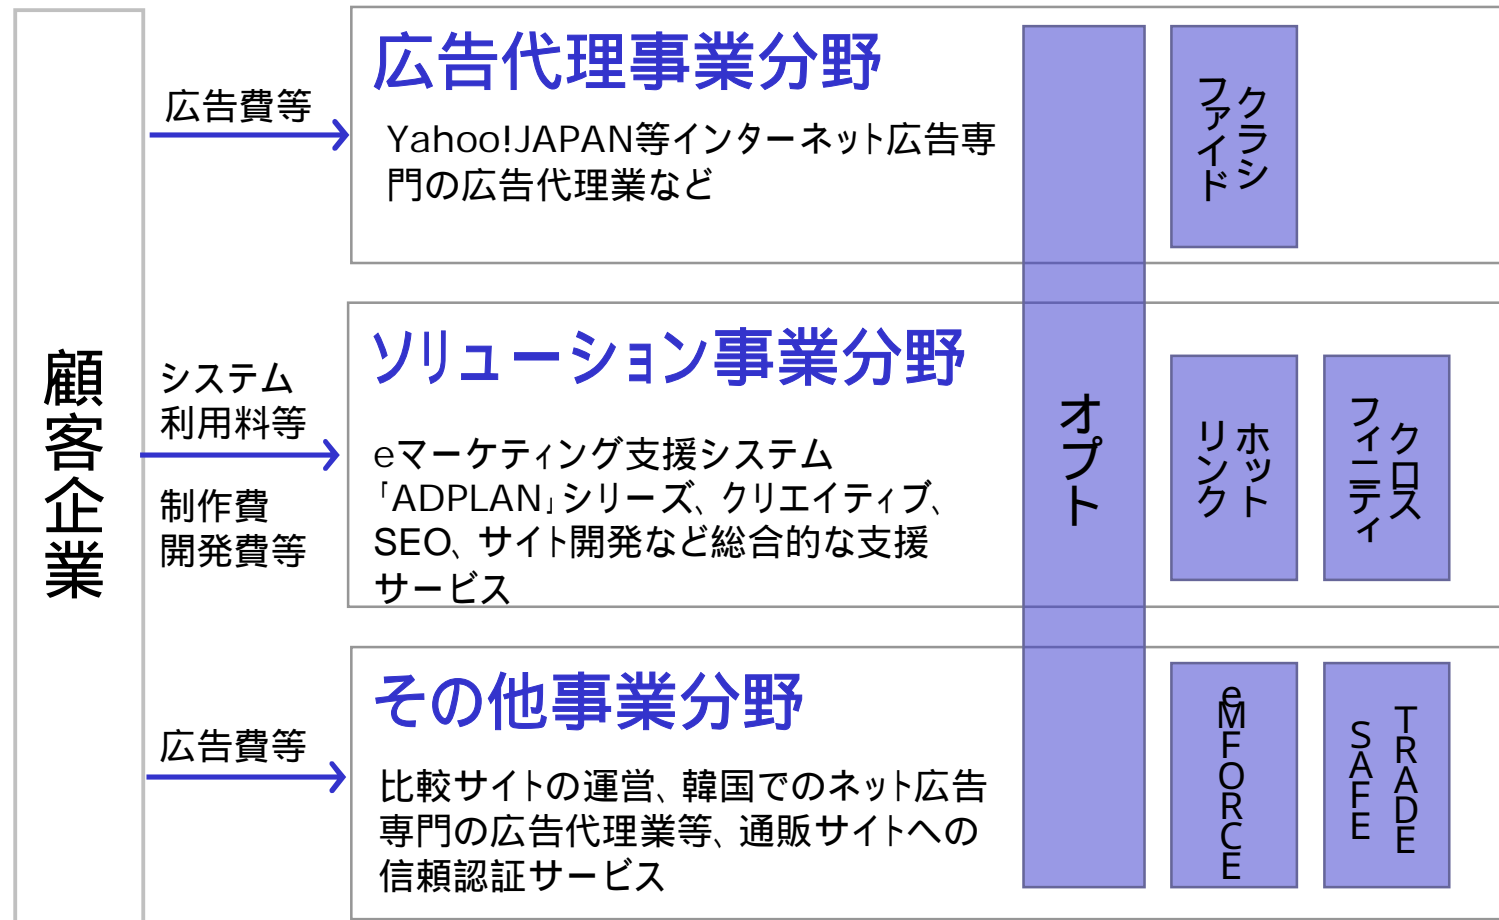 顧客企業
広告費等
広告代理事業分野
Yahoo!JAPAN等インターネット広告専
門の広告代理業など
クラシ
ファイド
システム
利用料等
制作費
開発費等
ソリューション事業分野
eマーケティング支援システム
「ADPLAN」シリーズ、クリエイティブ、
SEO、サイト開発など総合的な支援
サービス
オプト
ホット
リンク
クロス
フィニティ
広告費等
その他事業分野
比較サイトの運営、韓国でのネット広告
専門の広告代理業等、通販サイトへの
信頼認証サービス
eMFORCE
TRADE
SAFE